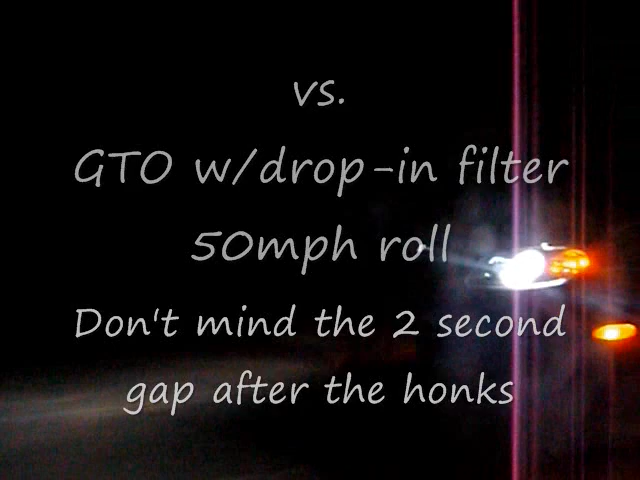 vs.
GTO w/drop-in filter
50mph roll
Don't mind the 2 second
gap after the honks